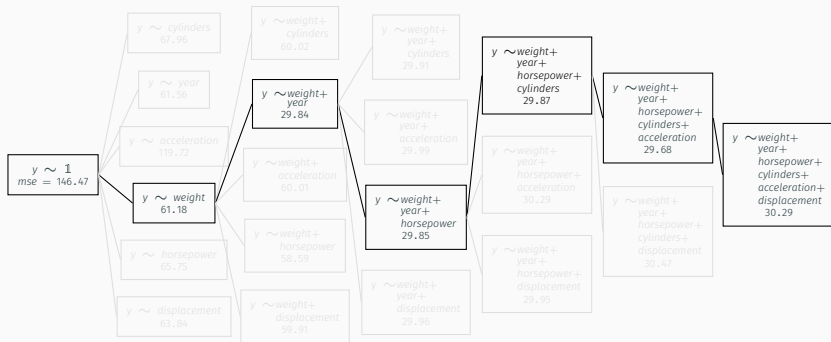 y ∼ 1
mse = 146.47
y ∼ cylinders
67.96
y ∼ year
61.56
y ∼ acceleration
119.72
y ∼ weight
61.18
y ∼ horsepower
65.75
y ∼ displacement
63.84
y ∼weight+
cylinders
60.02
y ∼weight+
year
29.84
y ∼weight+
acceleration
60.01
y ∼weight+
horsepower
58.59
y ∼weight+
displacement
59.91
y ∼weight+
year+
cylinders
29.91
y ∼weight+
year+
acceleration
29.99
y ∼weight+
year+
horsepower
29.85
y ∼weight+
year+
displacement
29.96
y ∼weight+
year+
horsepower+
cylinders
29.87
y ∼weight+
year+
horsepower+
acceleration
30.29
y ∼weight+
year+
horsepower+
displacement
29.95
y ∼weight+
year+
horsepower+
cylinders+
acceleration
29.68
y ∼weight+
year+
horsepower+
cylinders+
displacement
30.47
y ∼weight+
year+
horsepower+
cylinders+
acceleration+
displacement
30.29